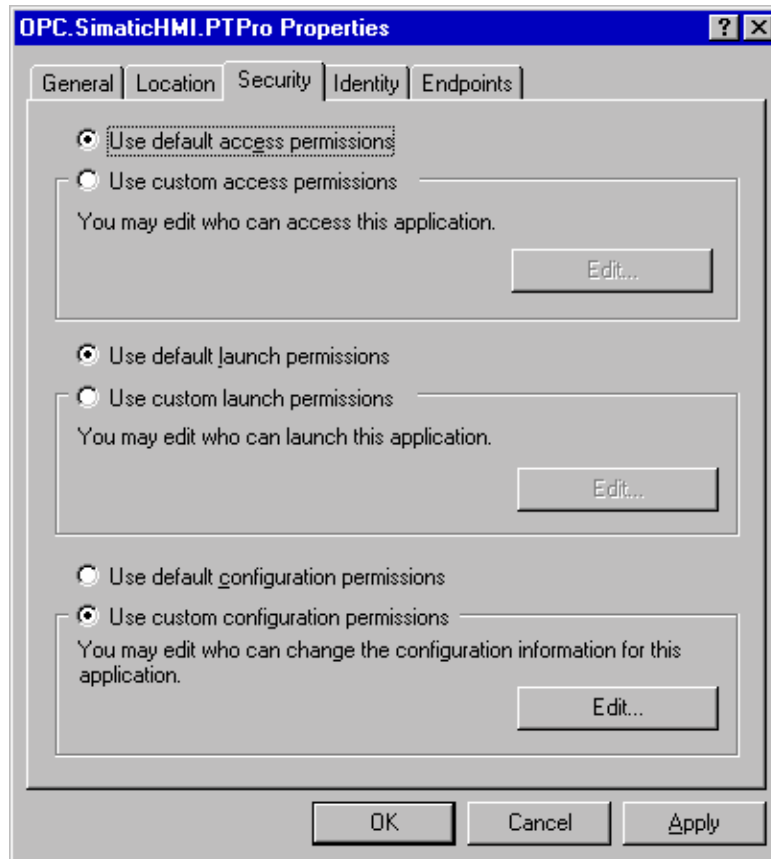 OPC.SimaticHMI.PTPro Properties
General Location Security Identity Endpoints
Use default access permissions
Use custom access permissions
You may edit who can access this application.
Edit...
Use default launch permissions
Use custom launch permissions
You may edit who can launch this application.
Edit...
Use default configuration permissions
Use custom configuration permissions
You may edit who can change the configuration information for this
application.
Edit...
OK Cancel Apply